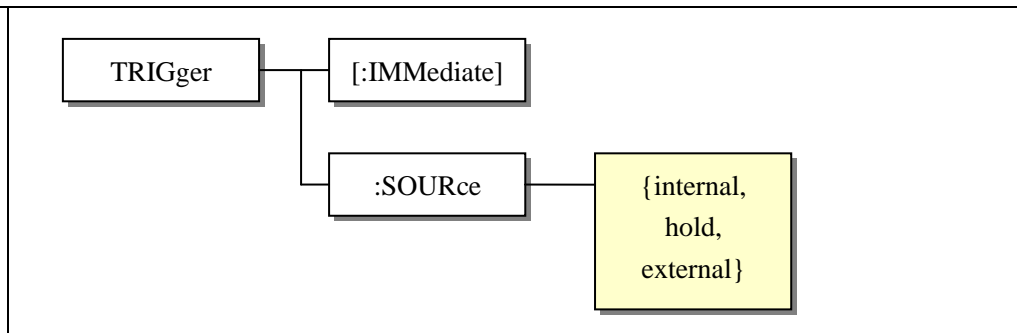 TRIGger
[:IMMediate]
:SOURce
{internal,
hold,
external}